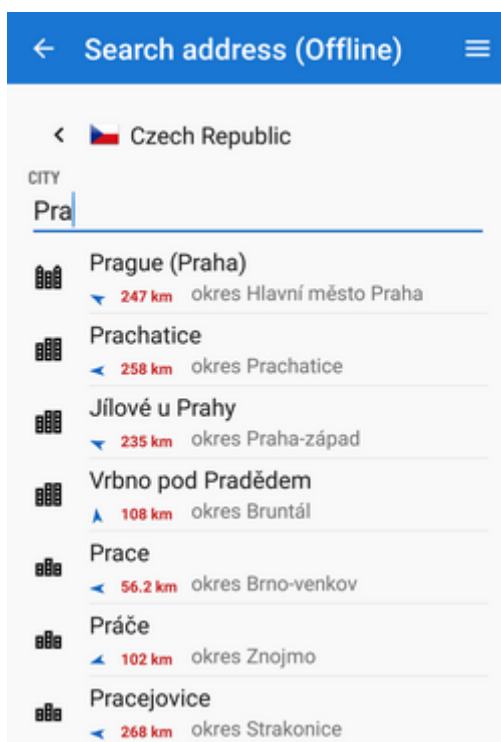 Search address (Offline)
Czech Republic
CITY
Pra
Prague (Praha)
247 km okres Hlavní město Praha
Prachatice
258 km okres Prachatice
Jílové u Prahy
235 km okres Praha-západ
Vrbno pod Pradědem
108 km okres Bruntál
Prace
56.2 km okres Brno-venkov
Práče
102 km okres Znojmo
Pracejovice
268 km okres Strakonice